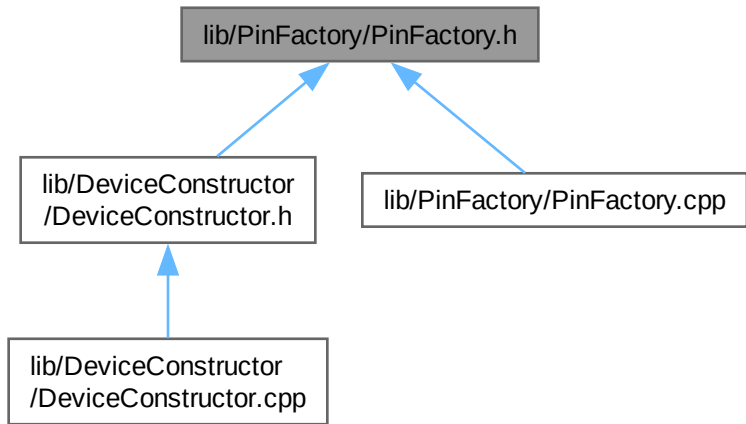 lib/PinFactory/PinFactory.h
lib/DeviceConstructor
/DeviceConstructor.h
lib/PinFactory/PinFactory.cpp
lib/DeviceConstructor
/DeviceConstructor.cpp